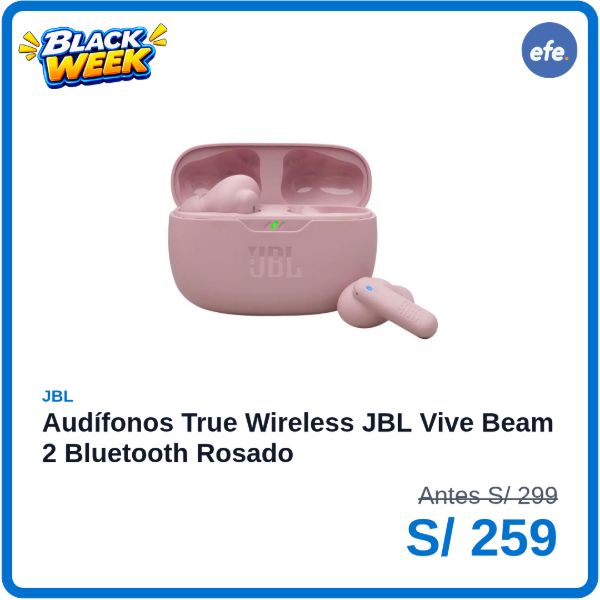 BLACK
WEEK
efe.
JBL
JBL
Audífonos True Wireless JBL Vive Beam
2 Bluetooth Rosado
Antes S/ 299
S/ 259